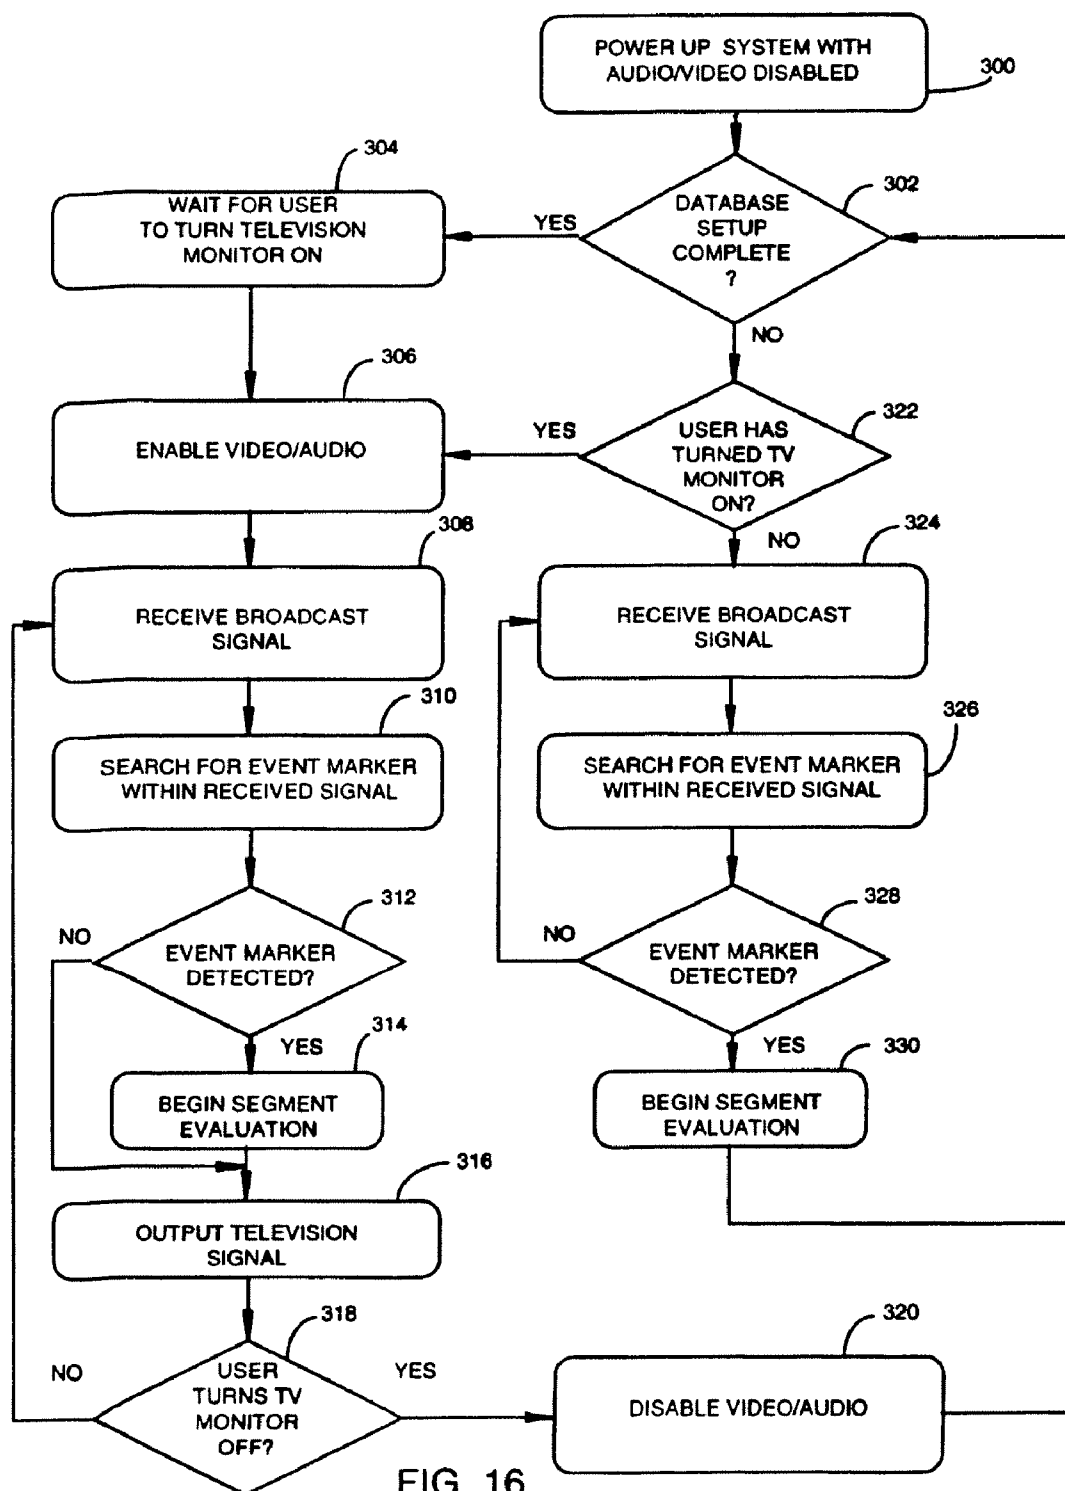 POWER UP SYSTEM WITH
AUDIO/VIDEO DISABLED
300
304
WAIT FOR USER
TO TURN TELEVISION
MONITOR ON
YES
302
DATABASE
SETUP
COMPLETE
?
NO
306
ENABLE VIDEO/AUDIO
YES
322
USER HAS
TURNED TV
MONITOR
ON?
NO
308
RECEIVE BROADCAST
SIGNAL
324
RECEIVE BROADCAST
SIGNAL
310
SEARCH FOR EVENT MARKER
WITHIN RECEIVED SIGNAL
326
SEARCH FOR EVENT MARKER
WITHIN RECEIVED SIGNAL
312
NO
EVENT MARKER
DETECTED?
YES
328
NO
EVENT MARKER
DETECTED?
YES
314
BEGIN SEGMENT
EVALUATION
330
BEGIN SEGMENT
EVALUATION
316
OUTPUT TELEVISION
SIGNAL
318
NO
USER
TURNS TV
MONITOR
OFF?
YES
320
DISABLE VIDEO/AUDIO
FIG. 16